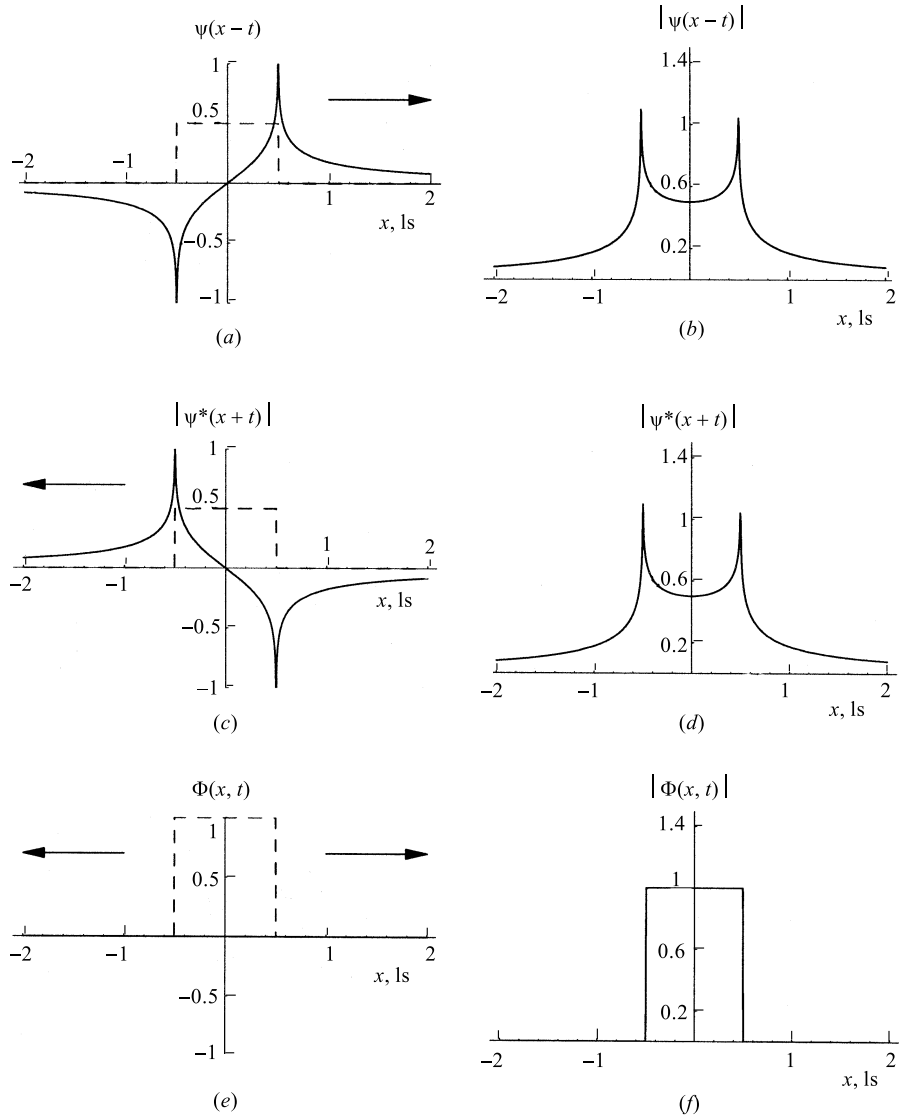 ψ(x – t)
1
0.5
–2
–1
1
2
x, ls
–0.5
–1
(a)
|ψ(x – t)|
1.4
1
0.6
0.2
–2
–1
1
2
x, ls
(b)
|ψ*(x + t)|
1
0.5
–2
–1
1
2
x, ls
–0.5
–1
(c)
|ψ*(x + t)|
1.4
1
0.6
0.2
–2
–1
1
2
x, ls
(d)
Φ(x, t)
1
0.5
–2
–1
1
2
x, ls
–0.5
–1
(e)
|Φ(x, t)|
1.4
1
0.6
0.2
–2
–1
1
2
x, ls
(f)